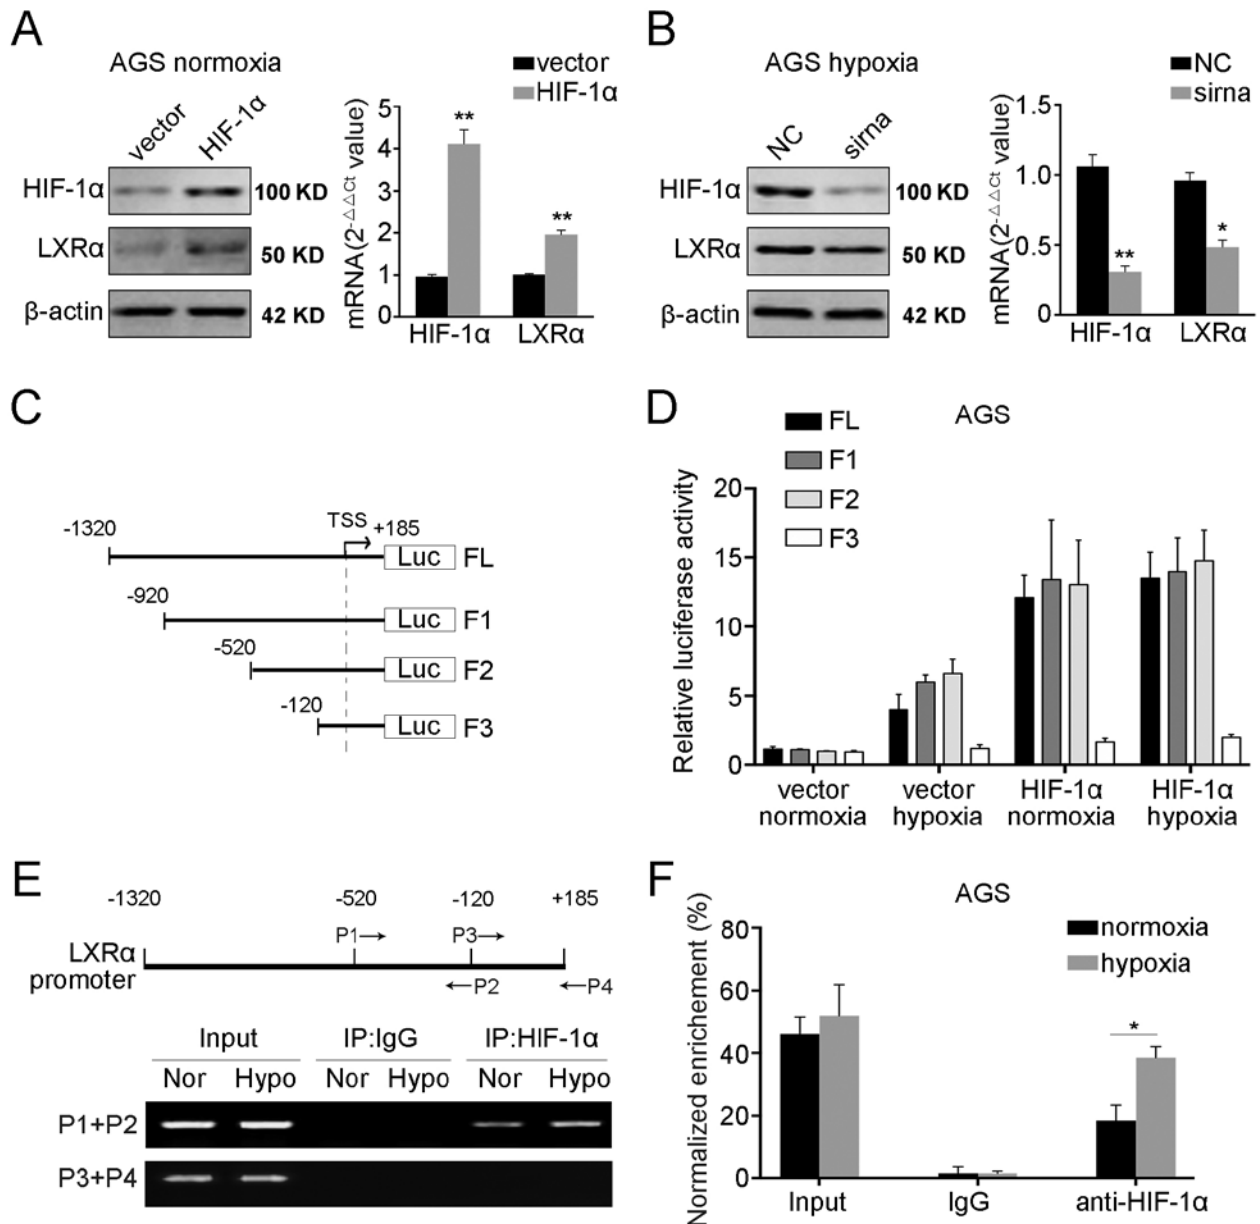 A
AGS normoxia
vector
HIF-1α
HIF-1α
100 KD
LXRα
50 KD
β-actin
42 KD
vector
HIF-1α
mRNA(2-△△Ct value)
5
4
3
2
1
0
**
**
HIF-1α LXRα
B
AGS hypoxia
NC
sirna
HIF-1α
100 KD
LXRα
50 KD
β-actin
42 KD
NC
sirna
mRNA(2-△△Ct value)
1.5
1.0
0.5
0
**
*
HIF-1α LXRα
C
-1320
TSS
+185
Luc FL
-920
Luc F1
-520
Luc F2
-120
Luc F3
D
AGS
FL
F1
F2
F3
Relative luciferase activity
20
15
10
5
0
vector normoxia
vector hypoxia
HIF-1α normoxia
HIF-1α hypoxia
E
-1320 -520 -120 +185
P1 P3
LXRα
promoter
P2 P4
Input IP:IgG IP:HIF-1α
Nor Hypo Nor Hypo Nor Hypo
P1+P2
P3+P4
F
AGS
normoxia
hypoxia
Normalized enrichement (%)
80
60
40
20
0
*
Input IgG anti-HIF-1α